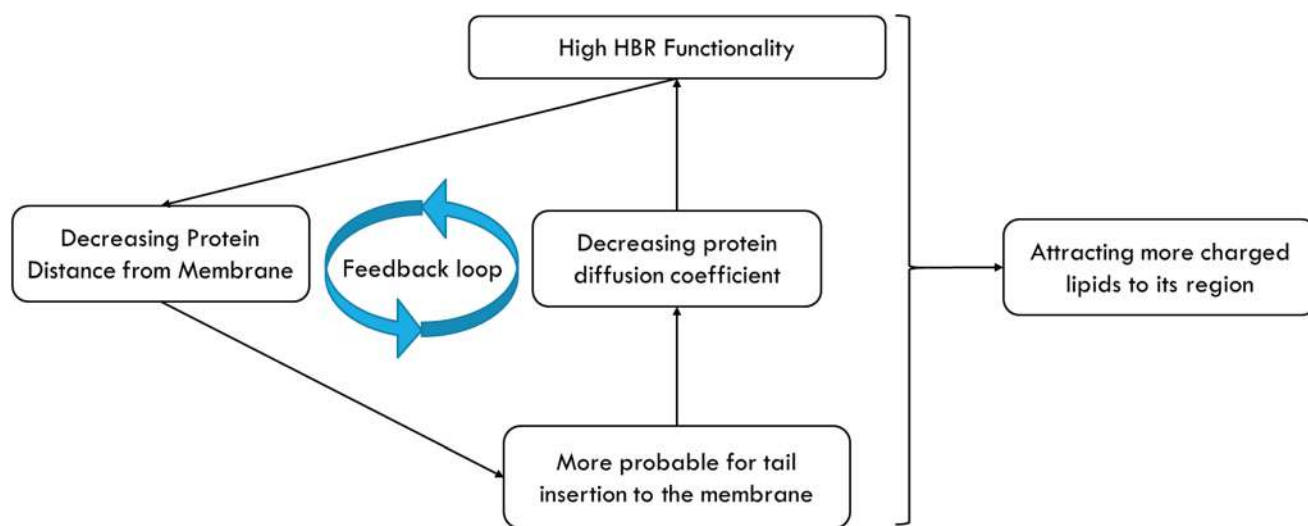 High HBR Functionality
Decreasing Protein
Distance from Membrane
Feedback loop
Decreasing protein
diffusion coefficient
Attracting more charged
lipids to its region
More probable for tail
insertion to the membrane